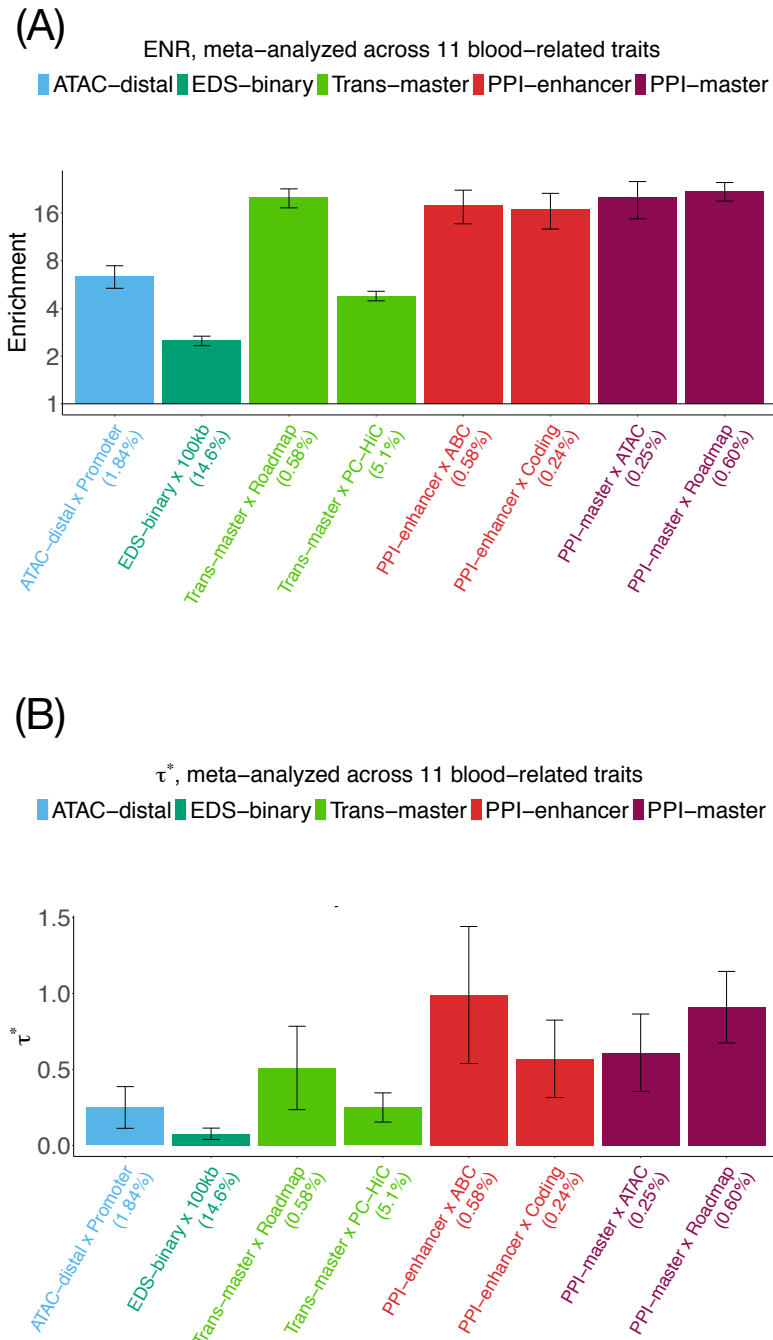 (A)
ENR, meta−analyzed across 11 blood−related traits
ATAC−distal EDS−binary Trans−master PPI−enhancer PPI−master
Enrichment
16
8
4
2
1
ATAC−distal x Promoter
(1.84%)
EDS−binary x 100kb
(14.6%)
Trans−master x Roadmap
(0.58%)
Trans−master x PC−HiC
(5.1%)
PPI−enhancer x ABC
(0.58%)
PPI−enhancer x Coding
(0.24%)
PPI−master x ATAC
(0.25%)
PPI−master x Roadmap
(0.60%)
(B)
τ*, meta−analyzed across 11 blood−related traits
ATAC−distal EDS−binary Trans−master PPI−enhancer PPI−master
τ*
1.5
1.0
0.5
0.0
ATAC−distal x Promoter
(1.84%)
EDS−binary x 100kb
(14.6%)
Trans−master x Roadmap
(0.58%)
Trans−master x PC−HiC
(5.1%)
PPI−enhancer x ABC
(0.58%)
PPI−enhancer x Coding
(0.24%)
PPI−master x ATAC
(0.25%)
PPI−master x Roadmap
(0.60%)